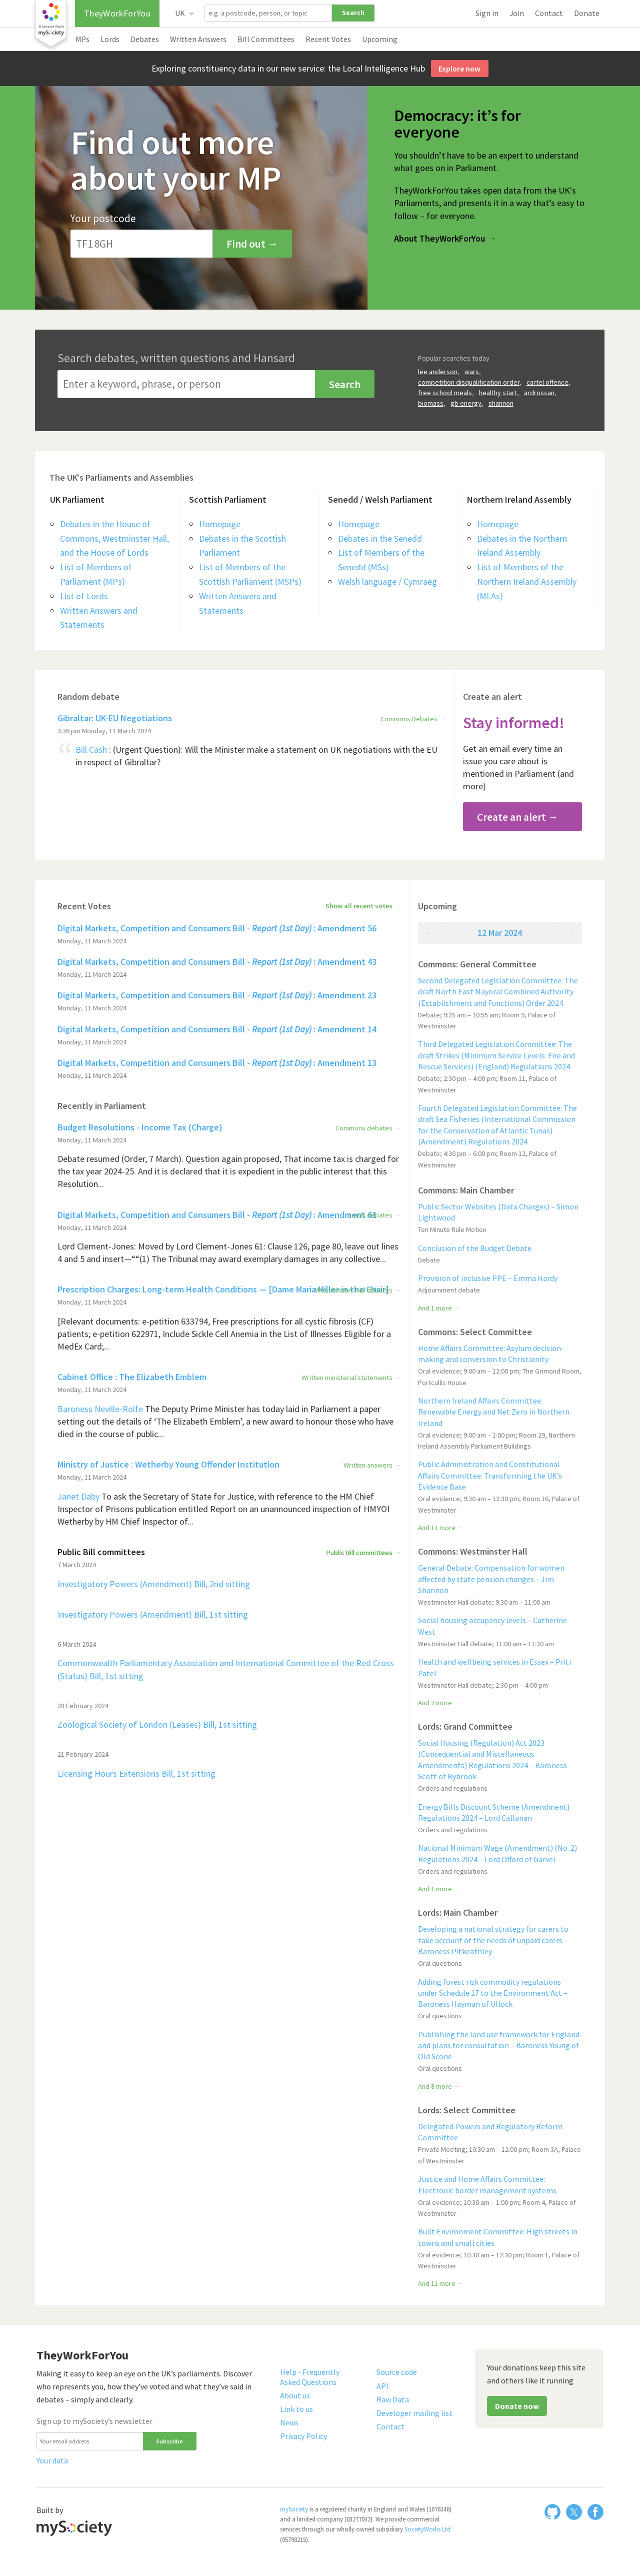 a service from
mySociety
TheyWorkForYou
UK
e.g. a postcode, person, or topic
Search
Sign in
Join
Contact
Donate
MPs
Lords
Debates
Written Answers
Bill Committees
Recent Votes
Upcoming
Exploring constituency data in our new service: the Local Intelligence Hub
Explore now
Find out more
about your MP
Your postcode
TF1 8GH
Find out →
Democracy: it’s for
everyone
You shouldn’t have to be an expert to understand
what goes on in Parliament.
TheyWorkForYou takes open data from the UK’s
Parliaments, and presents it in a way that’s easy to
follow – for everyone.
About TheyWorkForYou →
Search debates, written questions and Hansard
Enter a keyword, phrase, or person
Search
Popular searches today
lee anderson, wars,
competition disqualification order, cartel offence,
free school meals, healthy start, ardrossan,
biomass, gb energy, shannon
The UK's Parliaments and Assemblies
UK Parliament
Debates in the House of
Commons, Westminster Hall,
and the House of Lords
List of Members of
Parliament (MPs)
List of Lords
Written Answers and
Statements
Scottish Parliament
Homepage
Debates in the Scottish
Parliament
List of Members of the
Scottish Parliament (MSPs)
Written Answers and
Statements
Senedd / Welsh Parliament
Homepage
Debates in the Senedd
List of Members of the
Senedd (MSs)
Welsh language / Cymraeg
Northern Ireland Assembly
Homepage
Debates in the Northern
Ireland Assembly
List of Members of the
Northern Ireland Assembly
(MLAs)
Random debate
Gibraltar: UK-EU Negotiations
Commons Debates →
3:36 pm Monday, 11 March 2024
Bill Cash : (Urgent Question): Will the Minister make a statement on UK negotiations with the EU
in respect of Gibraltar?
Create an alert
Stay informed!
Get an email every time an
issue you care about is
mentioned in Parliament (and
more)
Create an alert →
Recent Votes
Show all recent votes →
Digital Markets, Competition and Consumers Bill - Report (1st Day) : Amendment 56
Monday, 11 March 2024
Digital Markets, Competition and Consumers Bill - Report (1st Day) : Amendment 43
Monday, 11 March 2024
Digital Markets, Competition and Consumers Bill - Report (1st Day) : Amendment 23
Monday, 11 March 2024
Digital Markets, Competition and Consumers Bill - Report (1st Day) : Amendment 14
Monday, 11 March 2024
Digital Markets, Competition and Consumers Bill - Report (1st Day) : Amendment 13
Monday, 11 March 2024
Recently in Parliament
Budget Resolutions - Income Tax (Charge)
Commons debates →
Monday, 11 March 2024
Debate resumed (Order, 7 March). Question again proposed, That income tax is charged for
the tax year 2024-25. And it is declared that it is expedient in the public interest that this
Resolution...
Digital Markets, Competition and Consumers Bill - Report (1st Day) : Amendment 61
Monday, 11 March 2024
Lord Clement-Jones: Moved by Lord Clement-Jones 61: Clause 126, page 80, leave out lines
4 and 5 and insert—““(1) The Tribunal may award exemplary damages in any collective...
Prescription Charges: Long-term Health Conditions — [Dame Maria Miller in the Chair]
Monday, 11 March 2024
[Relevant documents: e-petition 633794, Free prescriptions for all cystic fibrosis (CF)
patients; e-petition 622971, Include Sickle Cell Anemia in the List of Illnesses Eligible for a
MedEx Card;...
Cabinet Office : The Elizabeth Emblem
Written ministerial statements →
Monday, 11 March 2024
Baroness Neville-Rolfe The Deputy Prime Minister has today laid in Parliament a paper
setting out the details of ‘The Elizabeth Emblem’, a new award to honour those who have
died in the course of public...
Ministry of Justice : Wetherby Young Offender Institution
Written answers →
Monday, 11 March 2024
Janet Daby To ask the Secretary of State for Justice, with reference to the HM Chief
Inspector of Prisons publication entitled Report on an unannounced inspection of HMYOI
Wetherby by HM Chief Inspector of...
Public Bill committees
Public Bill committees →
7 March 2024
Investigatory Powers (Amendment) Bill, 2nd sitting
Investigatory Powers (Amendment) Bill, 1st sitting
6 March 2024
Commonwealth Parliamentary Association and International Committee of the Red Cross
(Status) Bill, 1st sitting
28 February 2024
Zoological Society of London (Leases) Bill, 1st sitting
21 February 2024
Licensing Hours Extensions Bill, 1st sitting
Upcoming
← 12 Mar 2024 →
Commons: General Committee
Second Delegated Legislation Committee: The
draft North East Mayoral Combined Authority
(Establishment and Functions) Order 2024
Debate; 9:25 am – 10:55 am; Room 9, Palace of
Westminster
Third Delegated Legislation Committee: The
draft Strikes (Minimum Service Levels: Fire and
Rescue Services) (England) Regulations 2024
Debate; 2:30 pm – 4:00 pm; Room 11, Palace of
Westminster
Fourth Delegated Legislation Committee: The
draft Sea Fisheries (International Commission
for the Conservation of Atlantic Tunas)
(Amendment) Regulations 2024
Debate; 4:30 pm – 6:00 pm; Room 12, Palace of
Westminster
Commons: Main Chamber
Public Sector Websites (Data Charges) – Simon
Lightwood
Ten Minute Rule Motion
Conclusion of the Budget Debate
Debate
Provision of inclusive PPE – Emma Hardy
Adjournment debate
And 1 more →
Commons: Select Committee
Home Affairs Committee: Asylum decision-
making and conversion to Christianity
Oral evidence; 9:00 am – 12:00 pm; The Grimond Room,
Portcullis House
Northern Ireland Affairs Committee:
Renewable Energy and Net Zero in Northern
Ireland
Oral evidence; 9:00 am – 1:00 pm; Room 29, Northern
Ireland Assembly Parliament Buildings
Public Administration and Constitutional
Affairs Committee: Transforming the UK’s
Evidence Base
Oral evidence; 9:30 am – 12:30 pm; Room 16, Palace of
Westminster
And 11 more →
Commons: Westminster Hall
General Debate: Compensation for women
affected by state pension changes – Jim
Shannon
Westminster Hall debate; 9:30 am – 11:00 am
Social housing occupancy levels – Catherine
West
Westminster Hall debate; 11:00 am – 11:30 am
Health and wellbeing services in Essex – Priti
Patel
Westminster Hall debate; 2:30 pm – 4:00 pm
And 2 more →
Lords: Grand Committee
Social Housing (Regulation) Act 2023
(Consequential and Miscellaneous
Amendments) Regulations 2024 – Baroness
Scott of Bybrook
Orders and regulations
Energy Bills Discount Scheme (Amendment)
Regulations 2024 – Lord Callanan
Orders and regulations
National Minimum Wage (Amendment) (No. 2)
Regulations 2024 – Lord Offord of Garvel
Orders and regulations
And 1 more →
Lords: Main Chamber
Developing a national strategy for carers to
take account of the needs of unpaid carers –
Baroness Pitkeathley
Oral questions
Adding forest risk commodity regulations
under Schedule 17 to the Environment Act –
Baroness Hayman of Ullock
Oral questions
Publishing the land use framework for England
and plans for consultation – Baroness Young of
Old Scone
Oral questions
And 8 more →
Lords: Select Committee
Delegated Powers and Regulatory Reform
Committee
Private Meeting; 10:30 am – 12:00 pm; Room 3A, Palace
of Westminster
Justice and Home Affairs Committee:
Electronic border management systems
Oral evidence; 10:30 am – 1:00 pm; Room 4, Palace of
Westminster
Built Environment Committee: High streets in
towns and small cities
Oral evidence; 10:30 am – 12:30 pm; Room 1, Palace of
Westminster
And 11 more →
TheyWorkForYou
Making it easy to keep an eye on the UK’s parliaments. Discover
who represents you, how they’ve voted and what they’ve said in
debates – simply and clearly.
Sign up to mySociety’s newsletter
Your email address
Subscribe
Your data
Help - Frequently
Asked Questions
About us
Link to us
News
Privacy Policy
Source code
API
Raw Data
Developer mailing list
Contact
Your donations keep this site
and others like it running
Donate now
Built by
mySociety
mySociety is a registered charity in England and Wales (1076346)
and a limited company (03277032). We provide commercial
services through our wholly owned subsidiary SocietyWorks Ltd
(05798215).